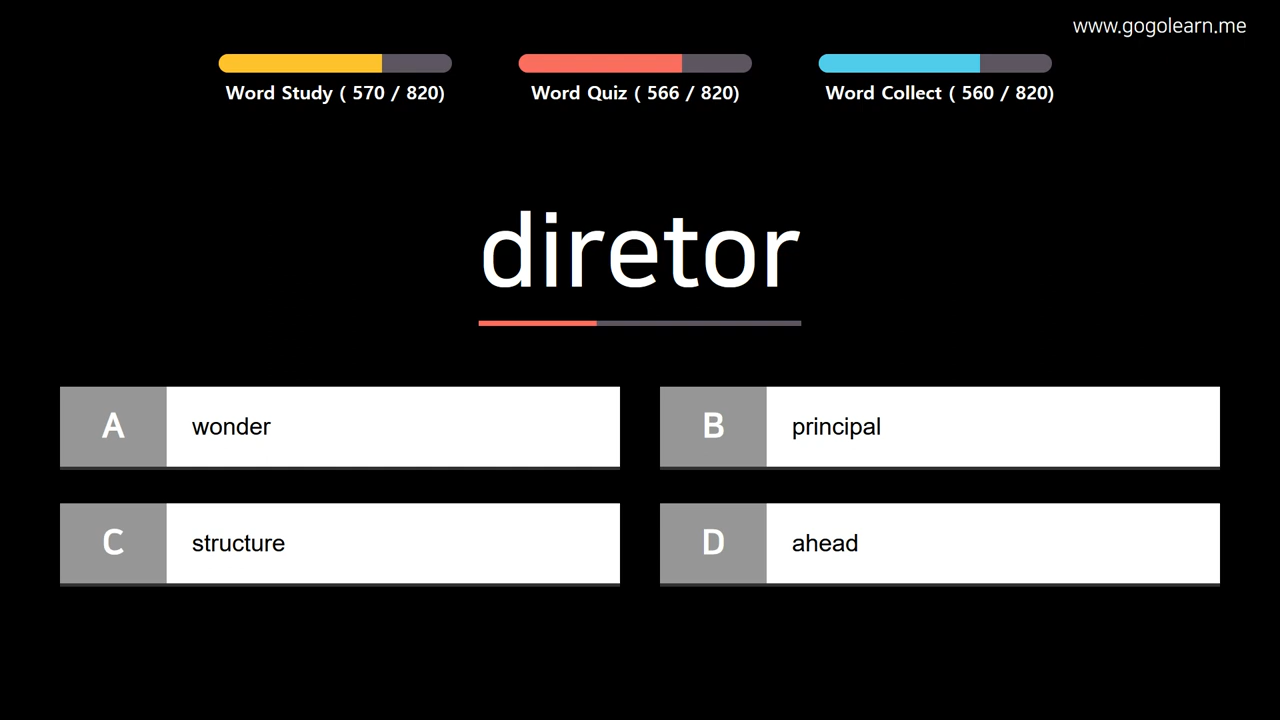 www.gogolearn.me
Word Study ( 570 / 820)
Word Quiz ( 566 / 820)
Word Collect ( 560 / 820)
diretor
A wonder
B principal
C structure
D ahead